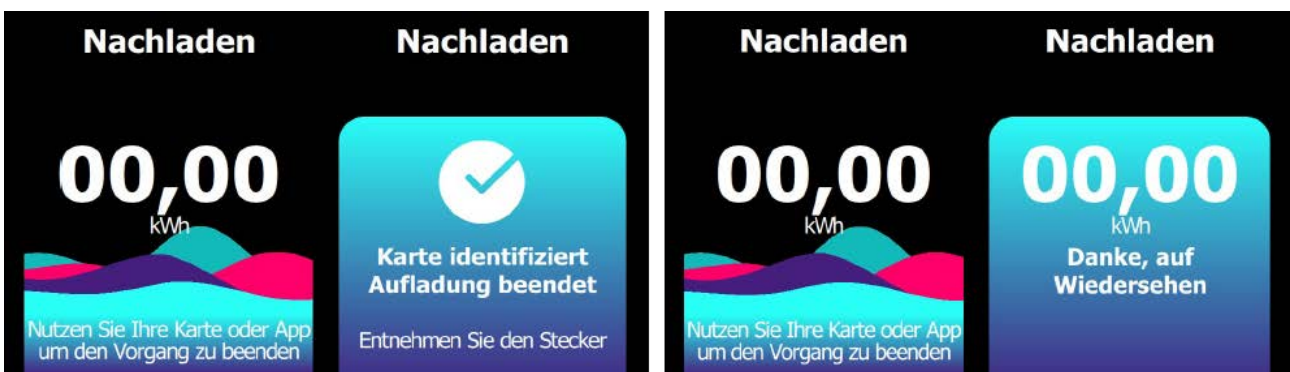 Nachladen
00,00
kWh
Nutzen Sie Ihre Karte oder App
um den Vorgang zu beenden
Nachladen
Karte identifiziert
Aufladung beendet
Entnehmen Sie den Stecker
Nachladen
00,00
kWh
Nutzen Sie Ihre Karte oder App
um den Vorgang zu beenden
Nachladen
00,00
kWh
Danke, auf
Wiedersehen